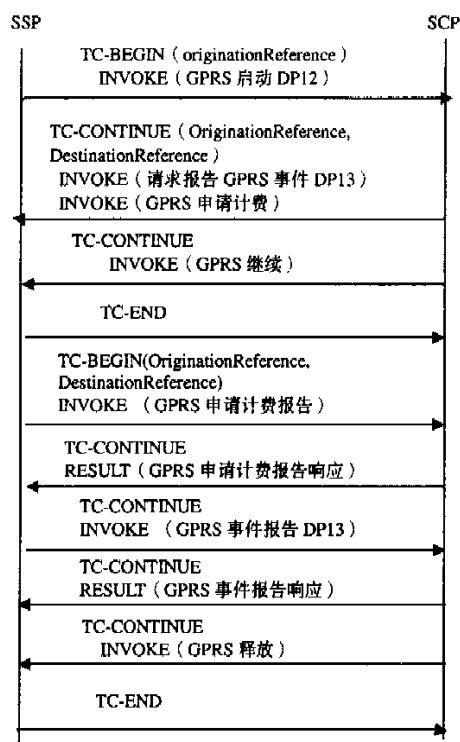 SSP SCP
TC-BEGIN（originationReference）
INVOKE（GPRS 启动 DP12）
TC-CONTINUE（OriginationReference,
DestinationReference）
INVOKE（请求报告 GPRS 事件 DP13）
INVOKE（GPRS 申请计费）
TC-CONTINUE
INVOKE（GPRS 继续）
TC-END
TC-BEGIN(OriginationReference,
DestinationReference)
INVOKE （GPRS 申请计费报告）
TC-CONTINUE
RESULT（GPRS 申请计费报告响应）
TC-CONTINUE
INVOKE （GPRS 事件报告 DP13）
TC-CONTINUE
RESULT（GPRS 事件报告响应）
TC-CONTINUE
INVOKE（GPRS 释放）
TC-END